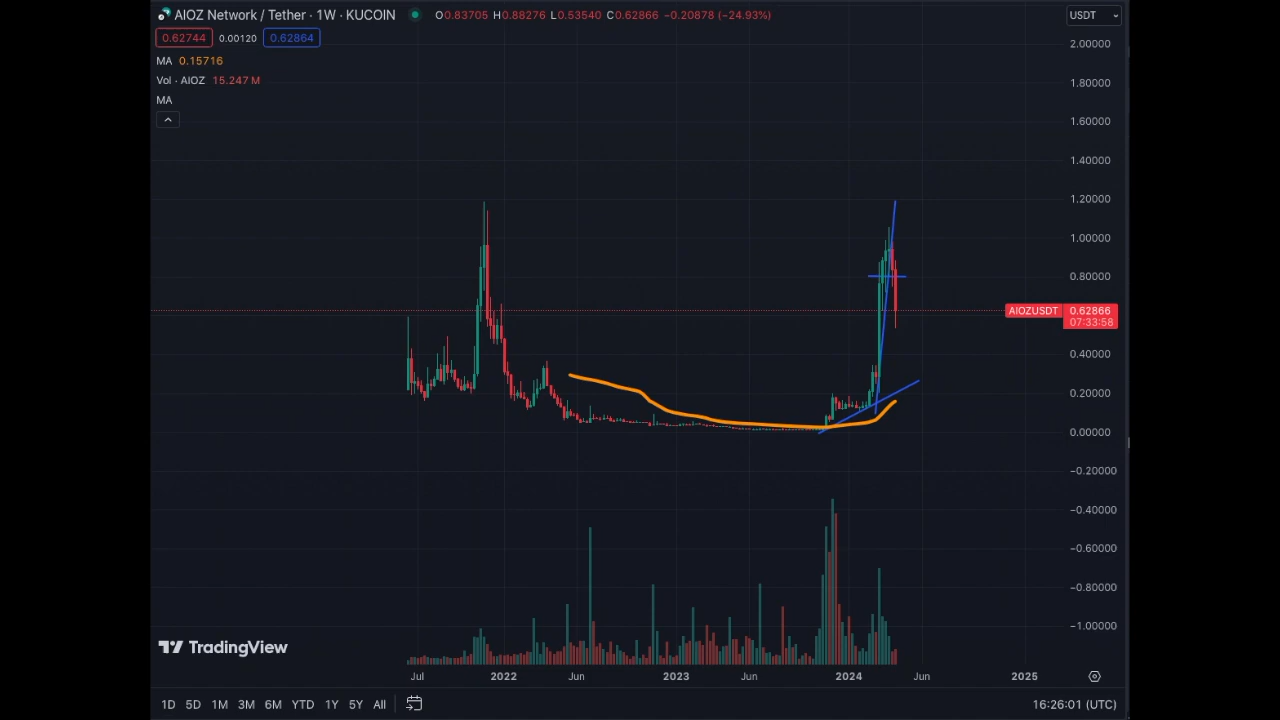 AIOZ Network / Tether · 1W · KUCOIN O0.83705 H0.88276 L0.53540 C0.62866 −0.20878 (−24.93%) USDT
0.62744 0.00120 0.62864
MA 0.15716
Vol · AIOZ 15.247 M
MA
2.00000
1.80000
1.60000
1.40000
1.20000
1.00000
0.80000
AIOZUSDT 0.62866
07:33:58
0.40000
0.20000
0.00000
−0.20000
−0.40000
−0.60000
−0.80000
−1.00000
TradingView
Jul 2022 Jun 2023 Jun 2024 Jun 2025
1D 5D 1M 3M 6M YTD 1Y 5Y All 16:26:01 (UTC)